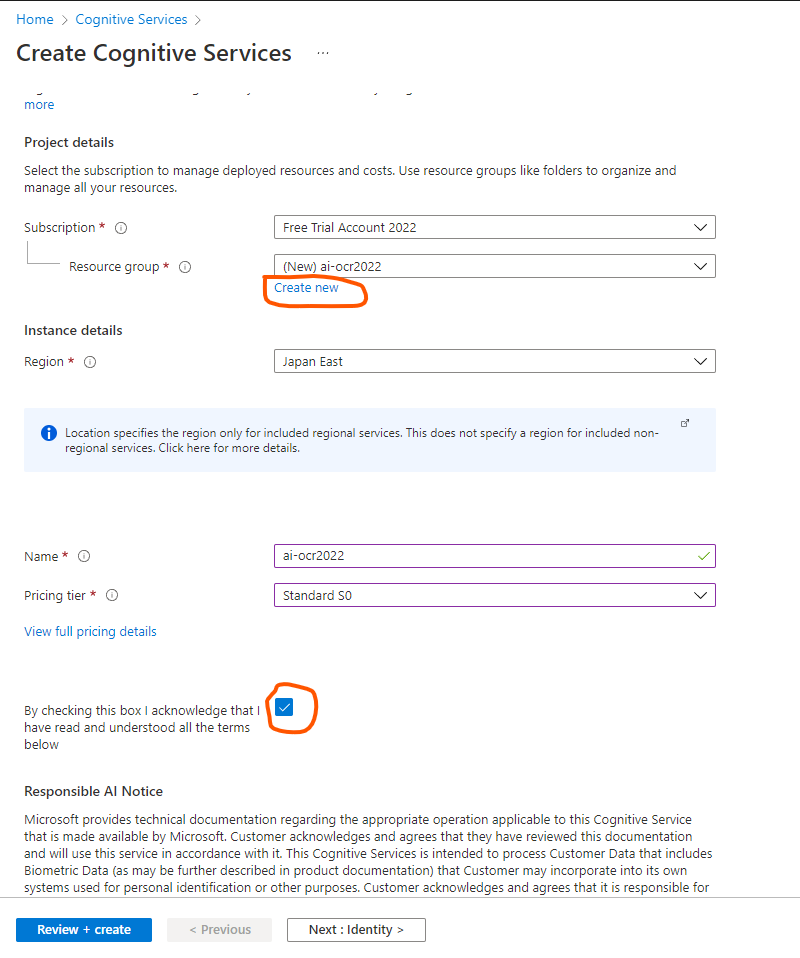 Home > Cognitive Services >
Create Cognitive Services ...
more
Project details
Select the subscription to manage deployed resources and costs. Use resource groups like folders to organize and
manage all your resources.
Subscription *
Free Trial Account 2022
Resource group *
(New) ai-ocr2022
Create new
Instance details
Region *
Japan East
Location specifies the region only for included regional services. This does not specify a region for included non-
regional services. Click here for more details.
Name *
ai-ocr2022
Pricing tier *
Standard S0
View full pricing details
By checking this box I acknowledge that I
have read and understood all the terms
below
Responsible AI Notice
Microsoft provides technical documentation regarding the appropriate operation applicable to this Cognitive Service
that is made available by Microsoft. Customer acknowledges and agrees that they have reviewed this documentation
and will use this service in accordance with it. This Cognitive Services is intended to process Customer Data that includes
Biometric Data (as may be further described in product documentation) that Customer may incorporate into its own
systems used for personal identification or other purposes. Customer acknowledges and agrees that it is responsible for
Review + create
< Previous
Next : Identity >